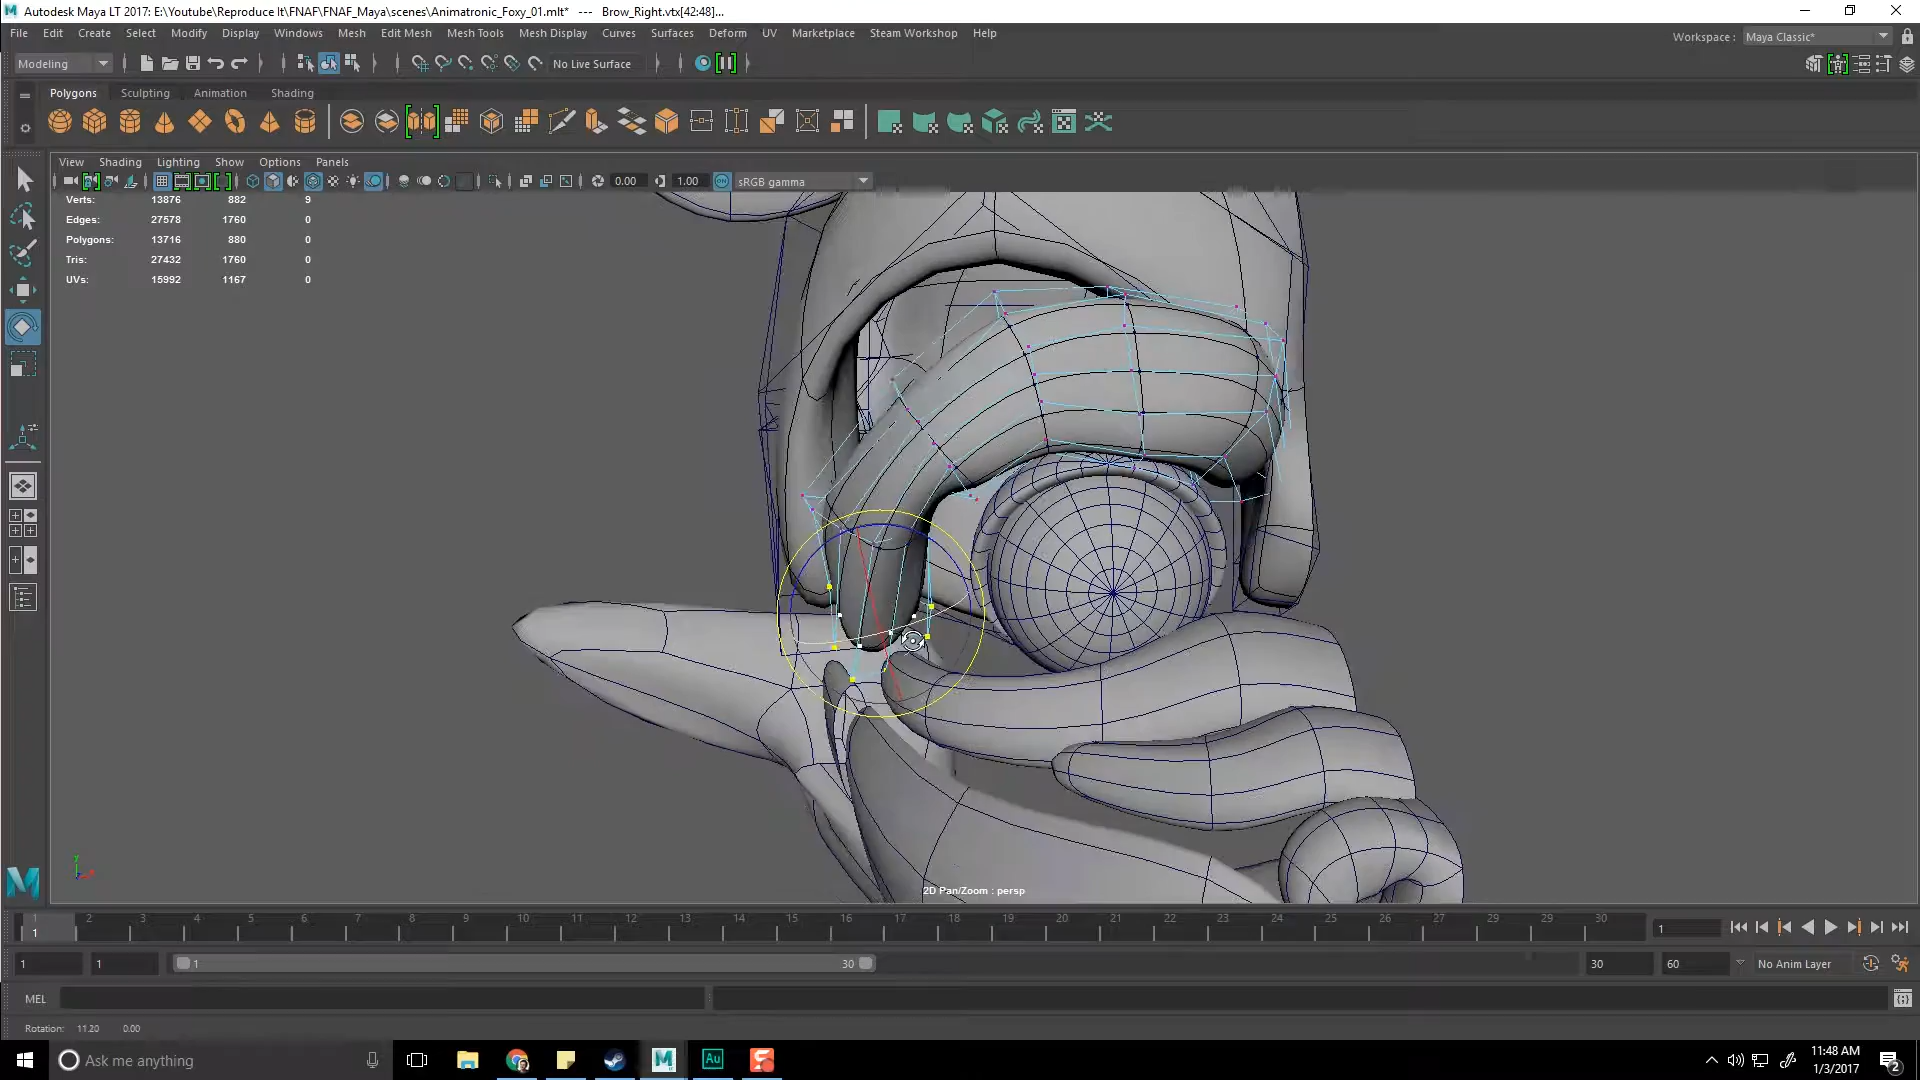 Autodesk Maya LT 2017: E:\Youtube\Reproduce It\FNAF\FNAF_Maya\scenes\Animatronic_Foxy_01.mlt* --- Brow_Right.vtx[42:48]...
File Edit Create Select Modify Display Windows Mesh Edit Mesh Mesh Tools Mesh Display Curves Surfaces Deform UV Marketplace Steam Workshop Help
Workspace : Maya Classic*
Modeling No Live Surface
Polygons Sculpting Animation Shading
View Shading Lighting Show Options Panels
0.00 1.00 ON sRGB gamma
Verts: 13876 882 9
Edges: 27578 1760 0
Polygons: 13716 880 0
Tris: 27432 1760 0
UVs: 15992 1167 0
2D Pan/Zoom : persp
1 2 3 4 5 6 7 8 9 10 11 12 13 14 15 16 17 18 19 20 21 22 23 24 25 26 27 28 29 30
1
1
1 1 1 30 30 60 No Anim Layer
MEL
Rotation: 11.20 0.00
Ask me anything
Au
11:48 AM
1/3/2017
2